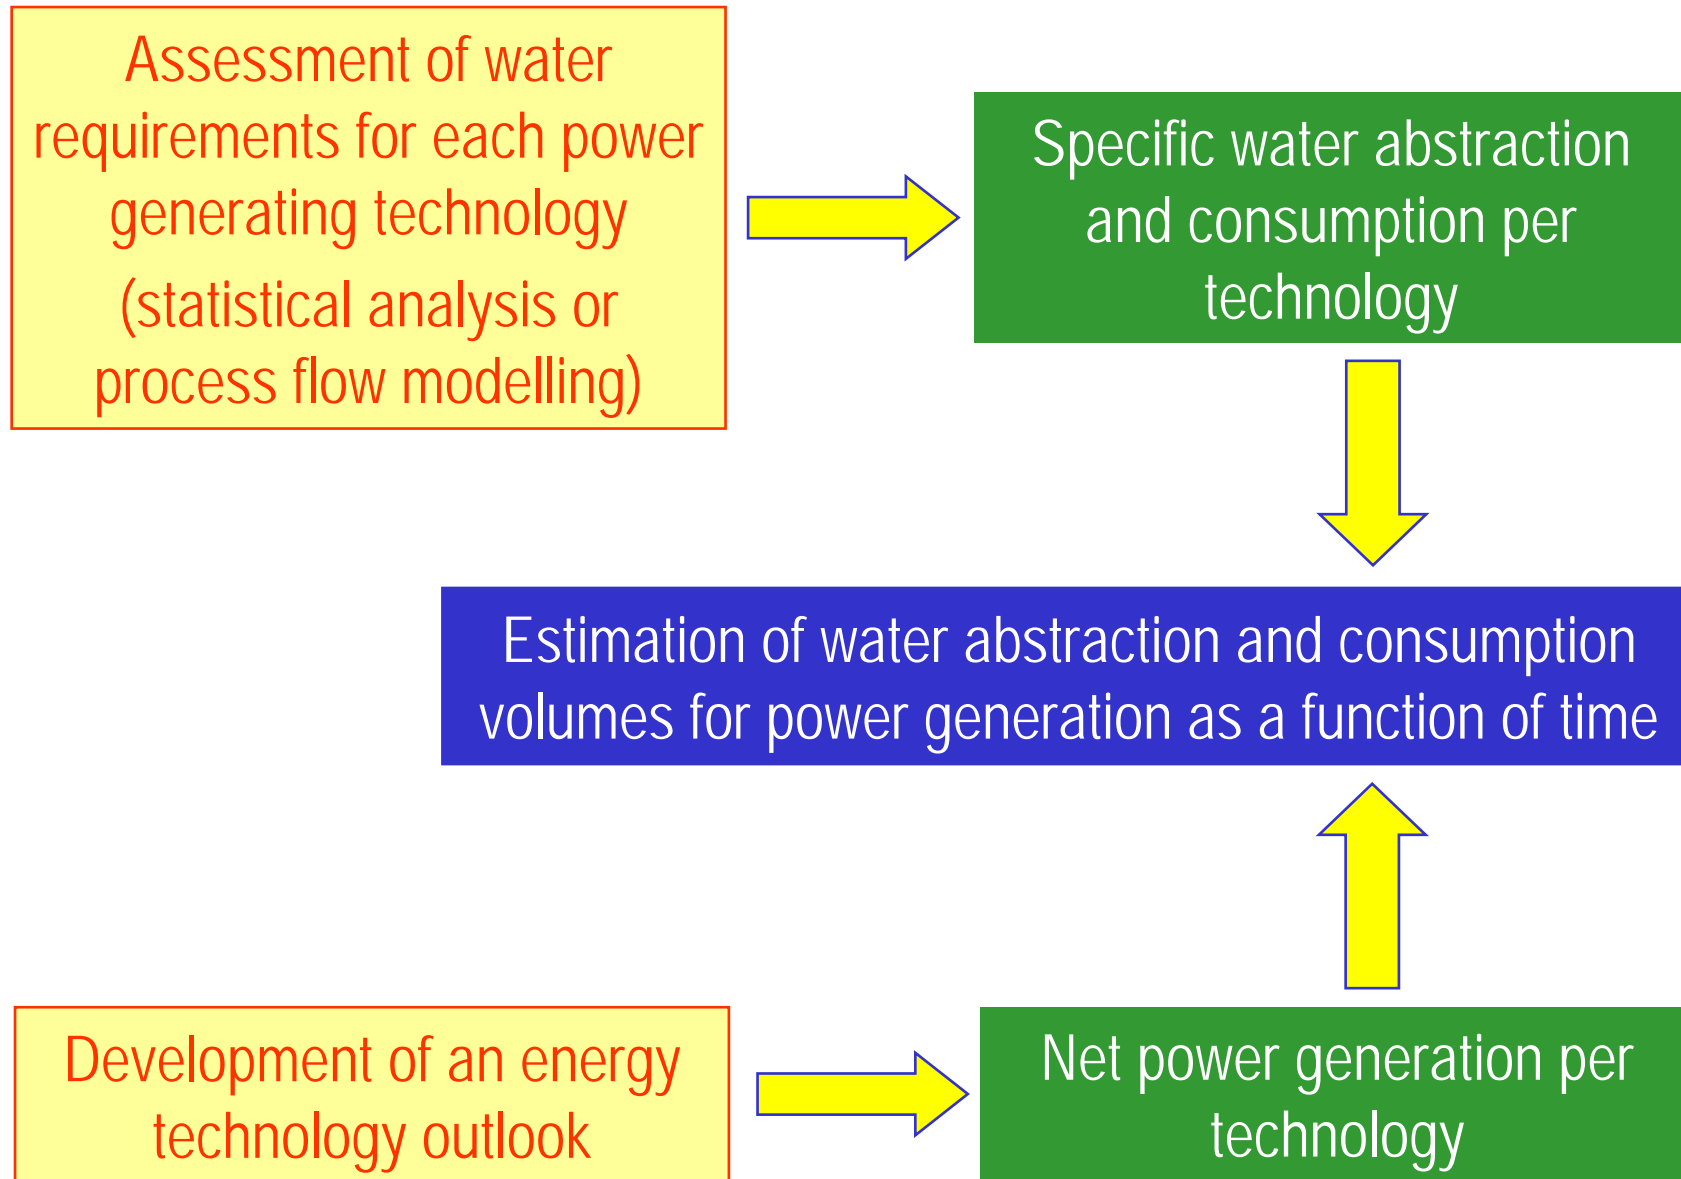 Assessment of water
requirements for each power
generating technology
(statistical analysis or
process flow modelling)
Specific water abstraction
and consumption per
technology
Estimation of water abstraction and consumption
volumes for power generation as a function of time
Development of an energy
technology outlook
Net power generation per
technology